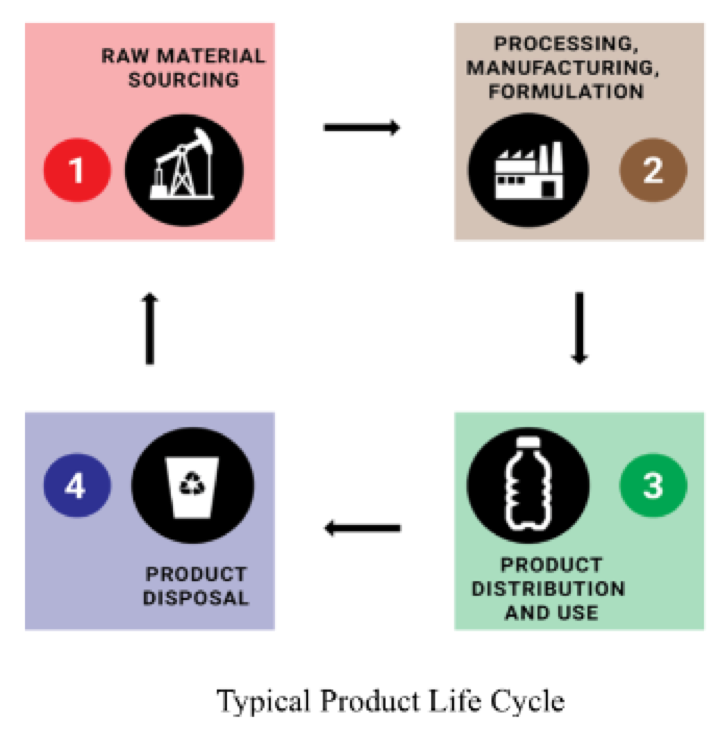 RAW MATERIAL
SOURCING
1
PROCESSING,
MANUFACTURING,
FORMULATION
2
3
PRODUCT
DISTRIBUTION
AND USE
4
PRODUCT
DISPOSAL
Typical Product Life Cycle